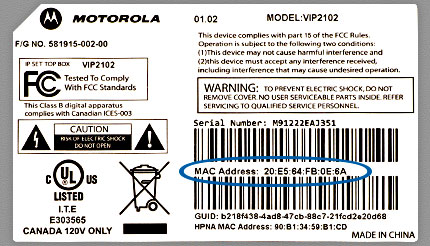 MOTOROLA
01.02 MODEL:VIP2102
F/G NO. 581915-002-00
IP SET TOP BOX VIP2102
FCC Tested To Comply
With FCC Standards
This Class B digital apparatus
complies with Canadian ICES-003
CAUTION
RISK OF ELECTRIC SHOCK
DO NOT OPEN
C UL US
LISTED
I.T.E
E303565
CANADA 120V ONLY
This device complies with part 15 of the FCC Rules.
Operation is subject to the following two conditions:
(1)This device may not cause harmful interference and
(2)this device must accept any interference received,
including interference that may cause undesired operation.
WARNING: TO PREVENT ELECTRIC SHOCK, DO NOT
REMOVE COVER NO USER SERVICEABLE PARTS INSIDE. REFER
SERVICING TO QUALIFIED SERVICE PERSONNEL.
Serial Number: M91222EAJ351
MAC Address: 20:E5:64:FB:0E:6A
GUID: b218f438-4ad8-47cb-88c7-21fcd2e20d68
HPNA MAC Address: 90:B1:34:59:B1:CD
MADE IN CHINA